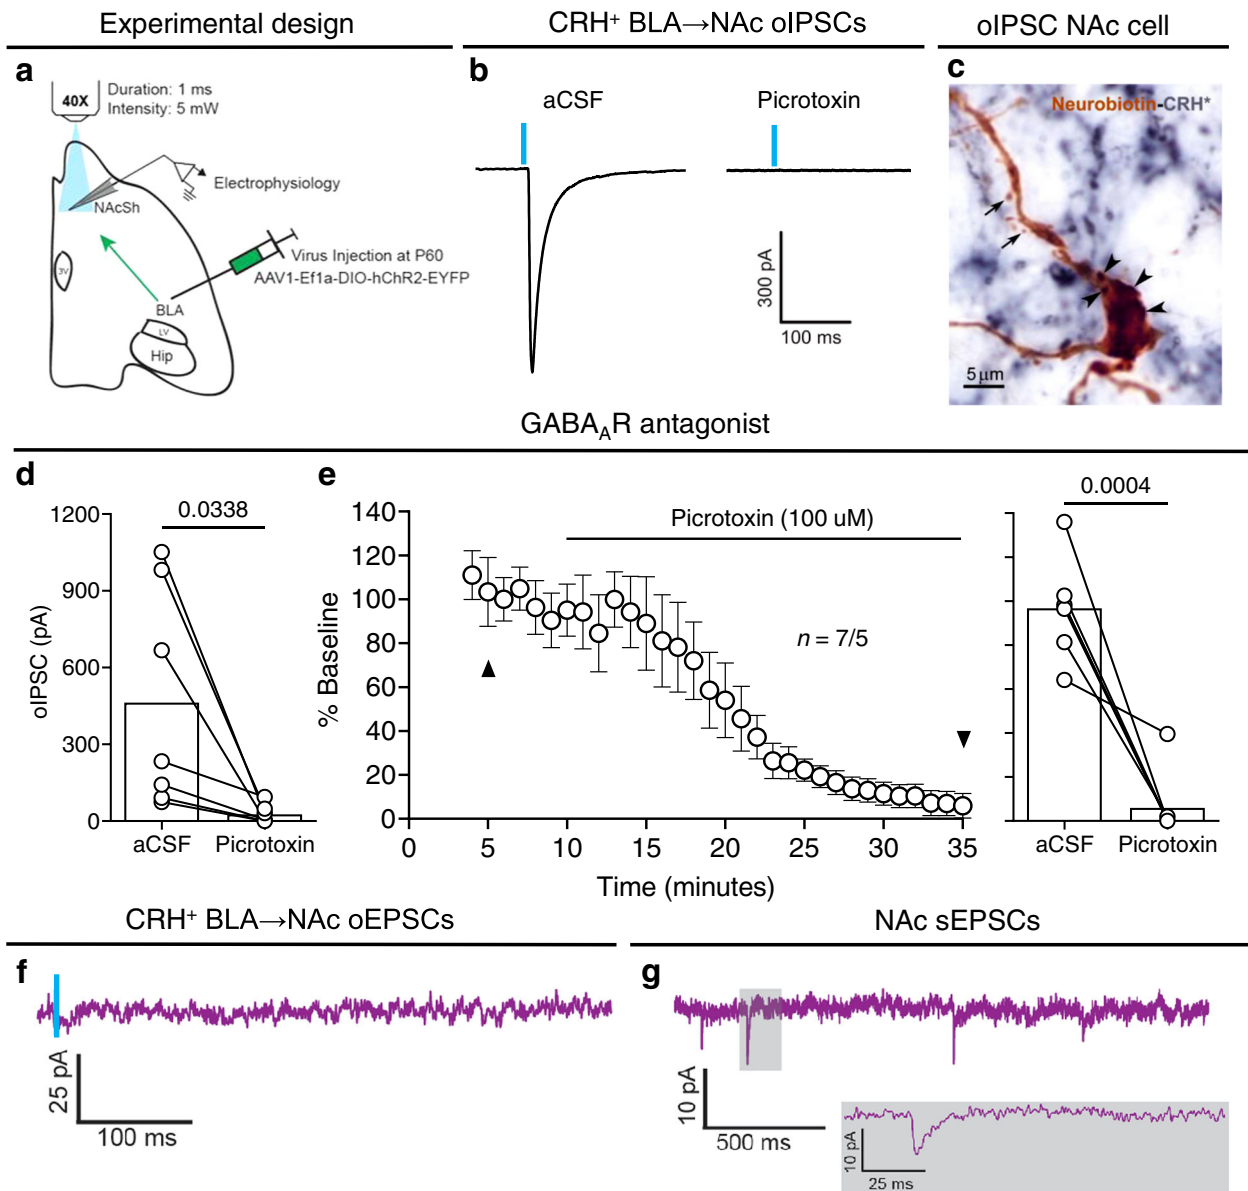 Experimental design
CRH⁺ BLA→NAc oIPSCs
oIPSC NAc cell
a
40X
Duration: 1 ms
Intensity: 5 mW
Electrophysiology
NAcSh
3V
Virus Injection at P60
AAV1-Ef1a-DIO-hChR2-EYFP
BLA
LV
Hip
b
aCSF
Picrotoxin
300 pA
100 ms
c
Neurobiotin-CRH*
5 μm
GABA_AR antagonist
d
0.0338
1200
900
600
300
0
oIPSC (pA)
aCSF
Picrotoxin
e
140
120
100
80
60
40
20
0
% Baseline
Picrotoxin (100 uM)
n = 7/5
0
5
10
15
20
25
30
35
Time (minutes)
0.0004
aCSF
Picrotoxin
CRH⁺ BLA→NAc oEPSCs
NAc sEPSCs
f
25 pA
100 ms
g
10 pA
500 ms
10 pA
25 ms